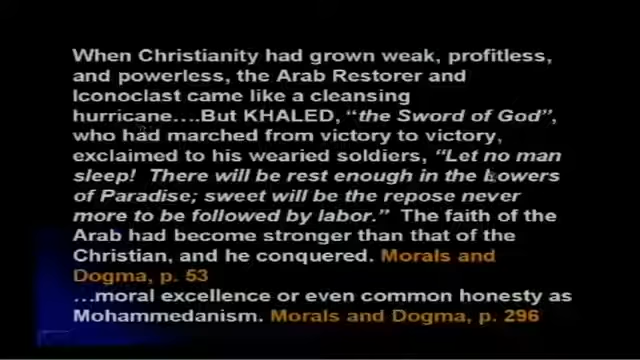 When Christianity had grown weak, profitless,
and powerless, the Arab Restorer and
Iconoclast came like a cleansing
hurricane....But KHALED, “the Sword of God”,
who had marched from victory to victory,
exclaimed to his wearied soldiers, “Let no man
sleep! There will be rest enough in the bowers
of Paradise; sweet will be the repose never
more to be followed by labor.” The faith of the
Arab had become stronger than that of the
Christian, and he conquered. Morals and
Dogma, p. 53
...moral excellence or even common honesty as
Mohammedanism. Morals and Dogma, p. 296